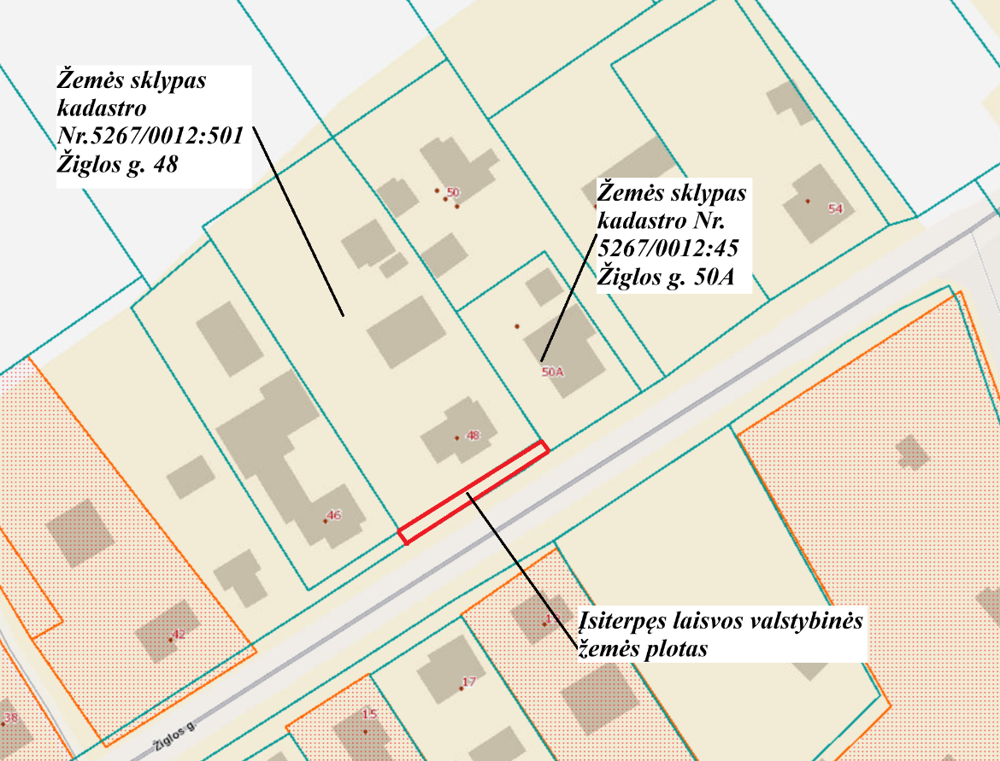 Žemės sklypas
kadastro
Nr.5267/0012:501
Žiglos g. 48
50
Žemės sklypas
kadastro Nr.
5267/0012:45
Žiglos g. 50A
54
50A
48
46
42
Įsiterpęs laisvos valstybinės
žemės plotas
17
15
38
Žiglos g.